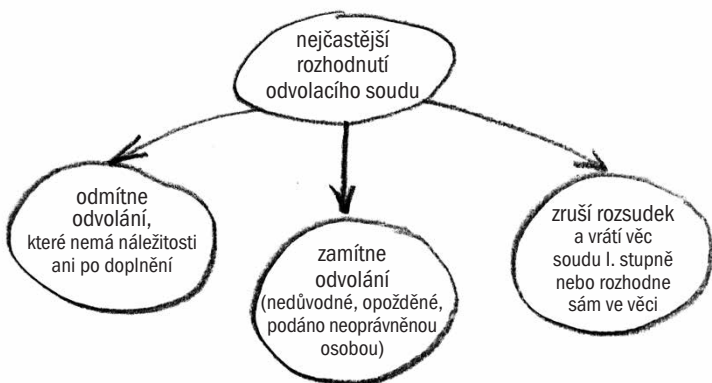 nejčastější
rozhodnutí
odvolacího soudu
odmítne
odvolání,
které nemá náležitosti
ani po doplnění
zamítne
odvolání
(nedůvodné, opožděné,
podáno neoprávněnou
osobou)
zruší rozsudek
a vrátí věc
soudu I. stupně
nebo rozhodne
sám ve věci